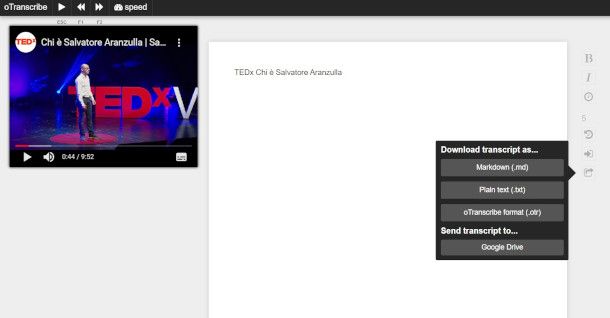 oTranscribe
speed
esc F1 F2
TEDx
Chi è Salvatore Aranzulla | Sa...
TEDxV
0:44 / 9:52
TEDx Chi è Salvatore Aranzulla
B
I
5
Download transcript as...
Markdown (.md)
Plain text (.txt)
oTranscribe format (.otr)
Send transcript to...
Google Drive